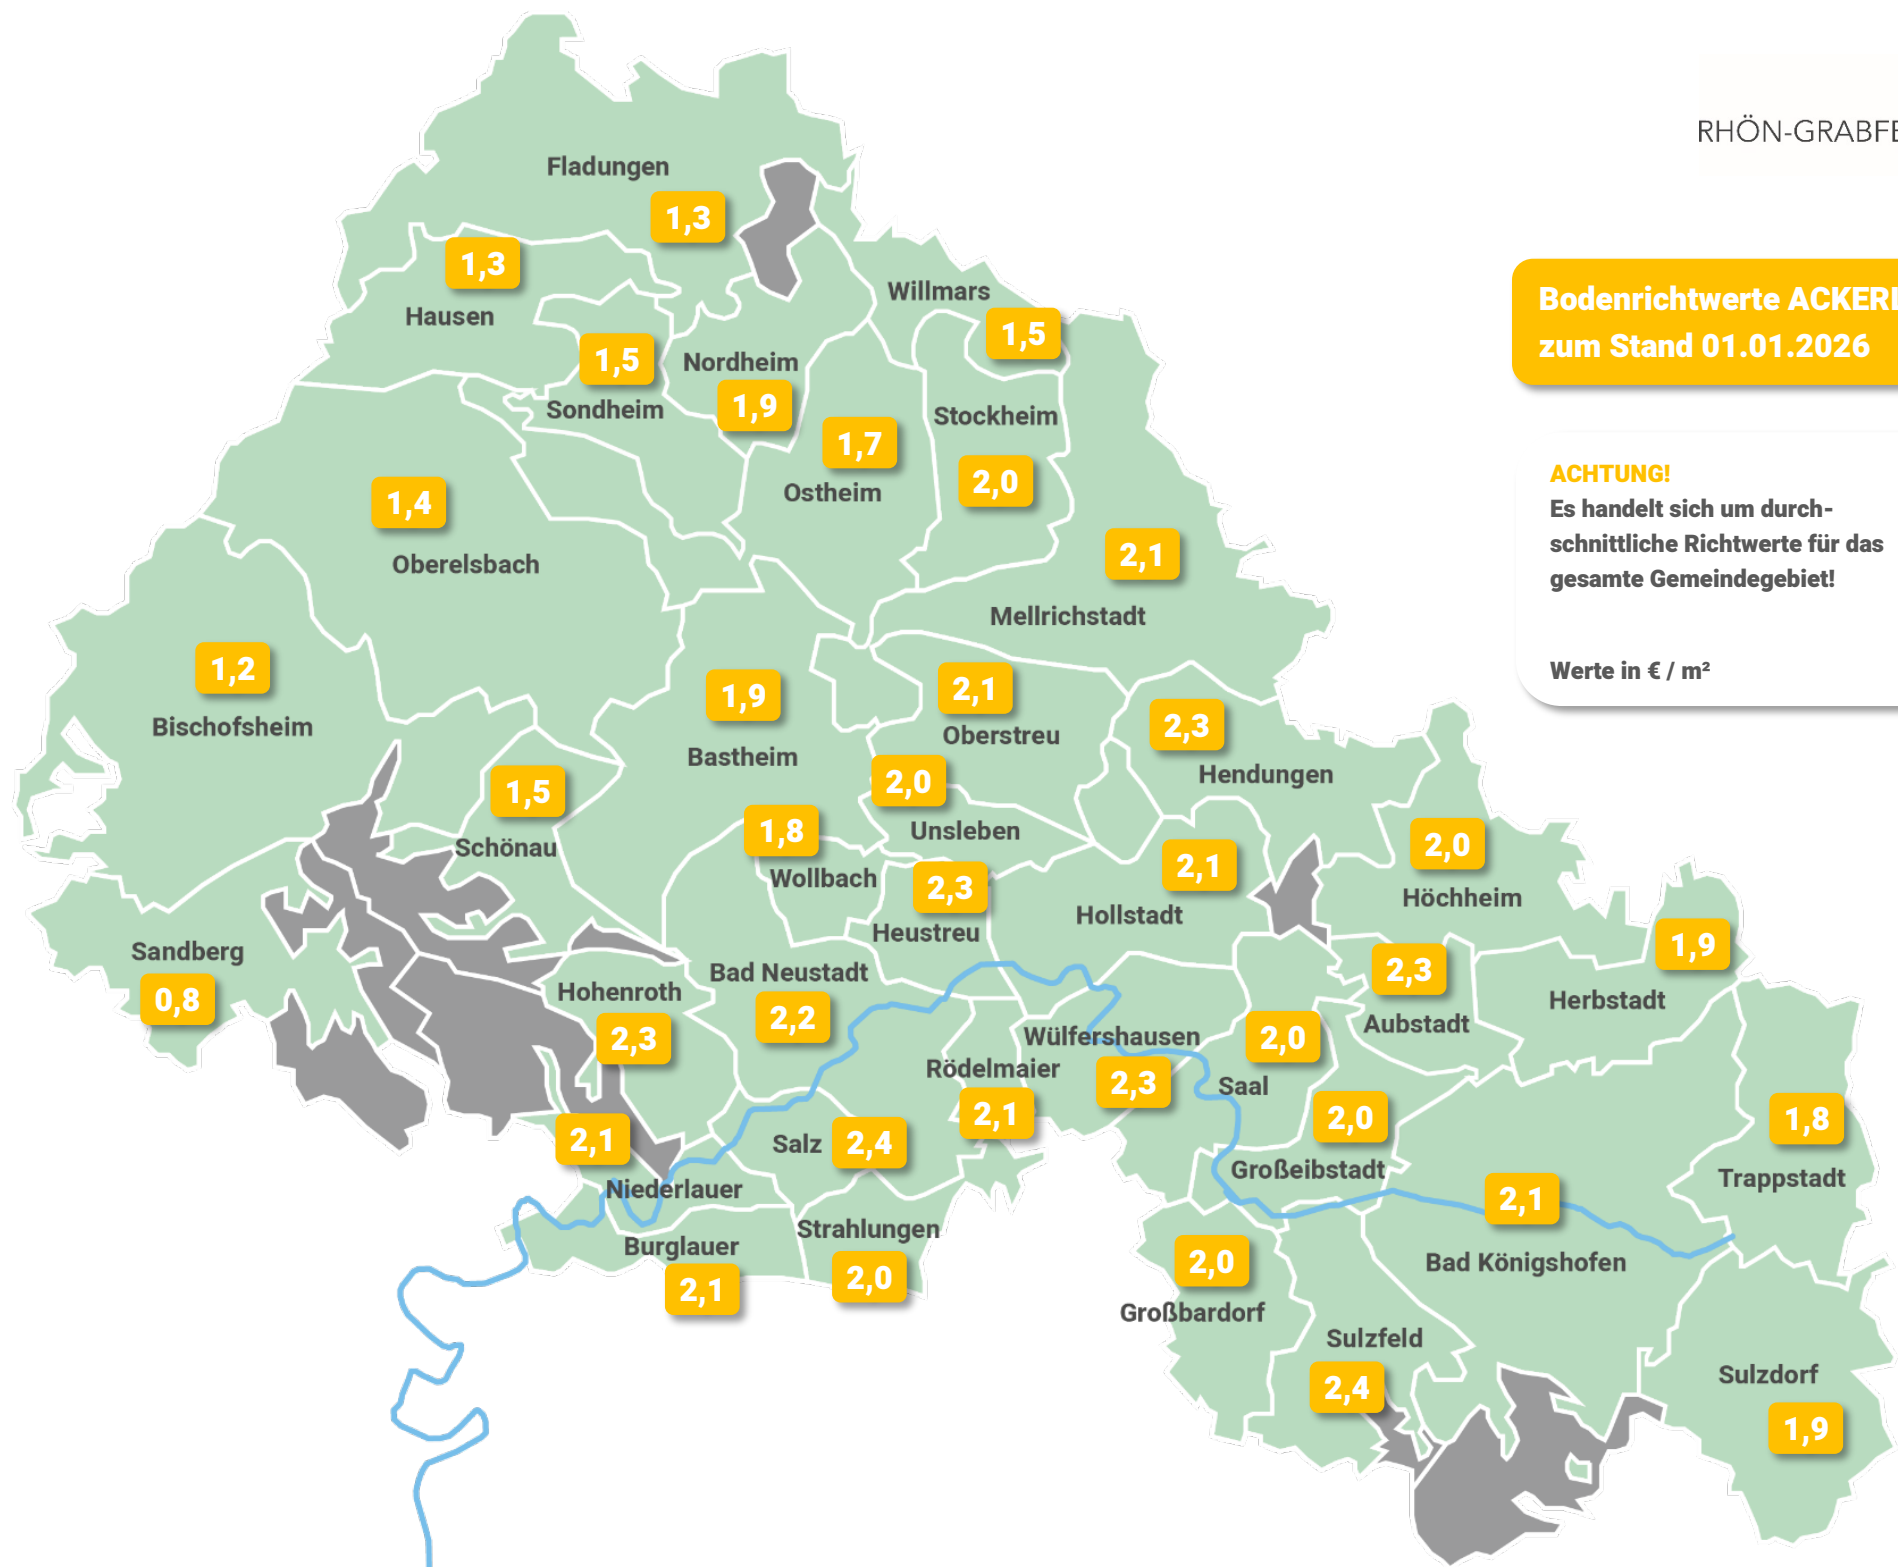 RHÖN-GRABFE
Bodenrichtwerte ACKER
zum Stand 01.01.2026
ACHTUNG!
Es handelt sich um durch-
schnittliche Richtwerte für das
gesamte Gemeindegebiet!
Werte in € / m²
Fladungen
1,3
1,3
Hausen
Willmars
1,5
1,5
Sondheim
Nordheim
1,9
1,7
Ostheim
Stockheim
2,0
1,4
Oberelsbach
2,1
Mellrichstadt
1,2
Bischofsheim
1,9
Bastheim
2,1
Oberstreu
2,3
Hendungen
1,5
Schönau
2,0
Unsleben
1,8
Wollbach
2,3
Heustreu
2,1
Hollstadt
2,0
Höchheim
1,9
Herbstadt
Sandberg
0,8
Hohenroth
2,3
Bad Neustadt
2,2
2,3
Aubstadt
Wülfershausen
2,3
2,0
Saal
Rödelmaier
2,1
2,0
Großeibstadt
1,8
Trappstadt
2,1
Niederlauer
Salz
2,4
2,1
Bad Königshofen
Strahlungen
2,0
Burglauer
2,1
2,0
Großbardorf
Sulzfeld
2,4
Sulzdorf
1,9